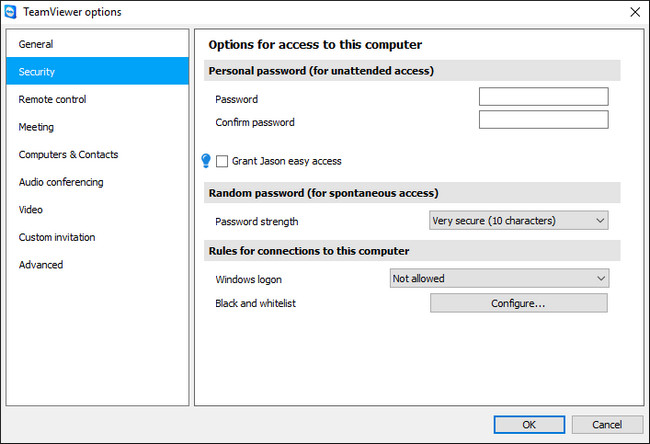 TeamViewer options
General
Security
Remote control
Meeting
Computers & Contacts
Audio conferencing
Video
Custom invitation
Advanced
Options for access to this computer
Personal password (for unattended access)
Password
Confirm password
Grant Jason easy access
Random password (for spontaneous access)
Password strength Very secure (10 characters)
Rules for connections to this computer
Windows logon Not allowed
Black and whitelist Configure...
OK Cancel